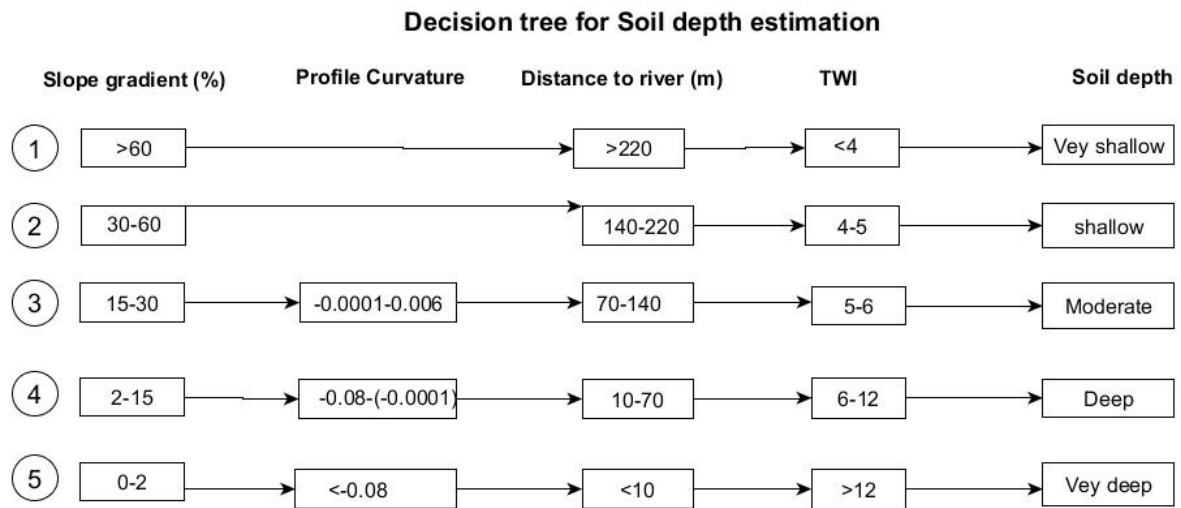 Decision tree for Soil depth estimation
Slope gradient (%) Profile Curvature Distance to river (m) TWI Soil depth
1 >60 >220 <4 Vey shallow
2 30-60 140-220 4-5 shallow
3 15-30 -0.0001-0.006 70-140 5-6 Moderate
4 2-15 -0.08-(-0.0001) 10-70 6-12 Deep
5 0-2 <-0.08 <10 >12 Vey deep